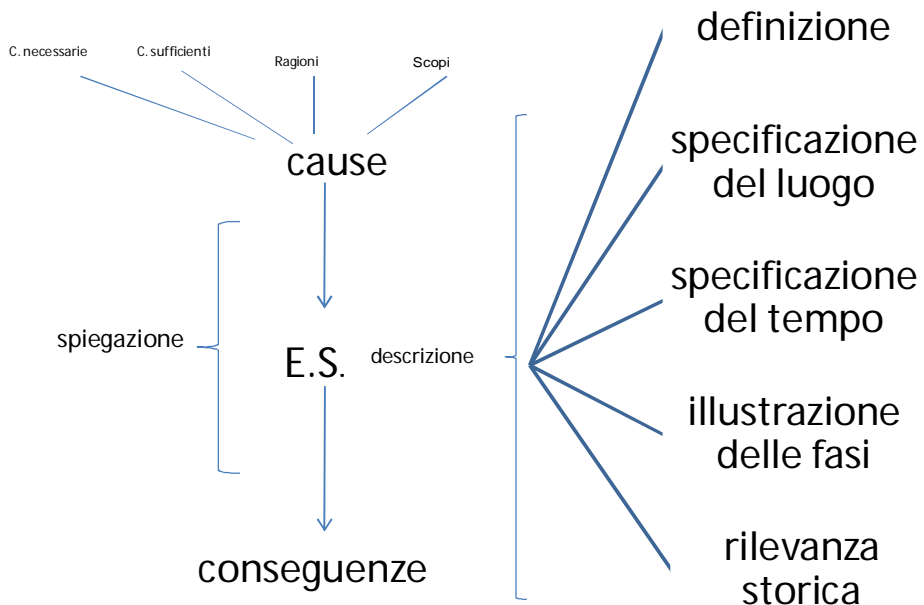 C. necessarie
C. sufficienti
Ragioni
Scopi
cause
spiegazione
E.S.
descrizione
conseguenze
definizione
specificazione
del luogo
specificazione
del tempo
illustrazione
delle fasi
rilevanza
storica